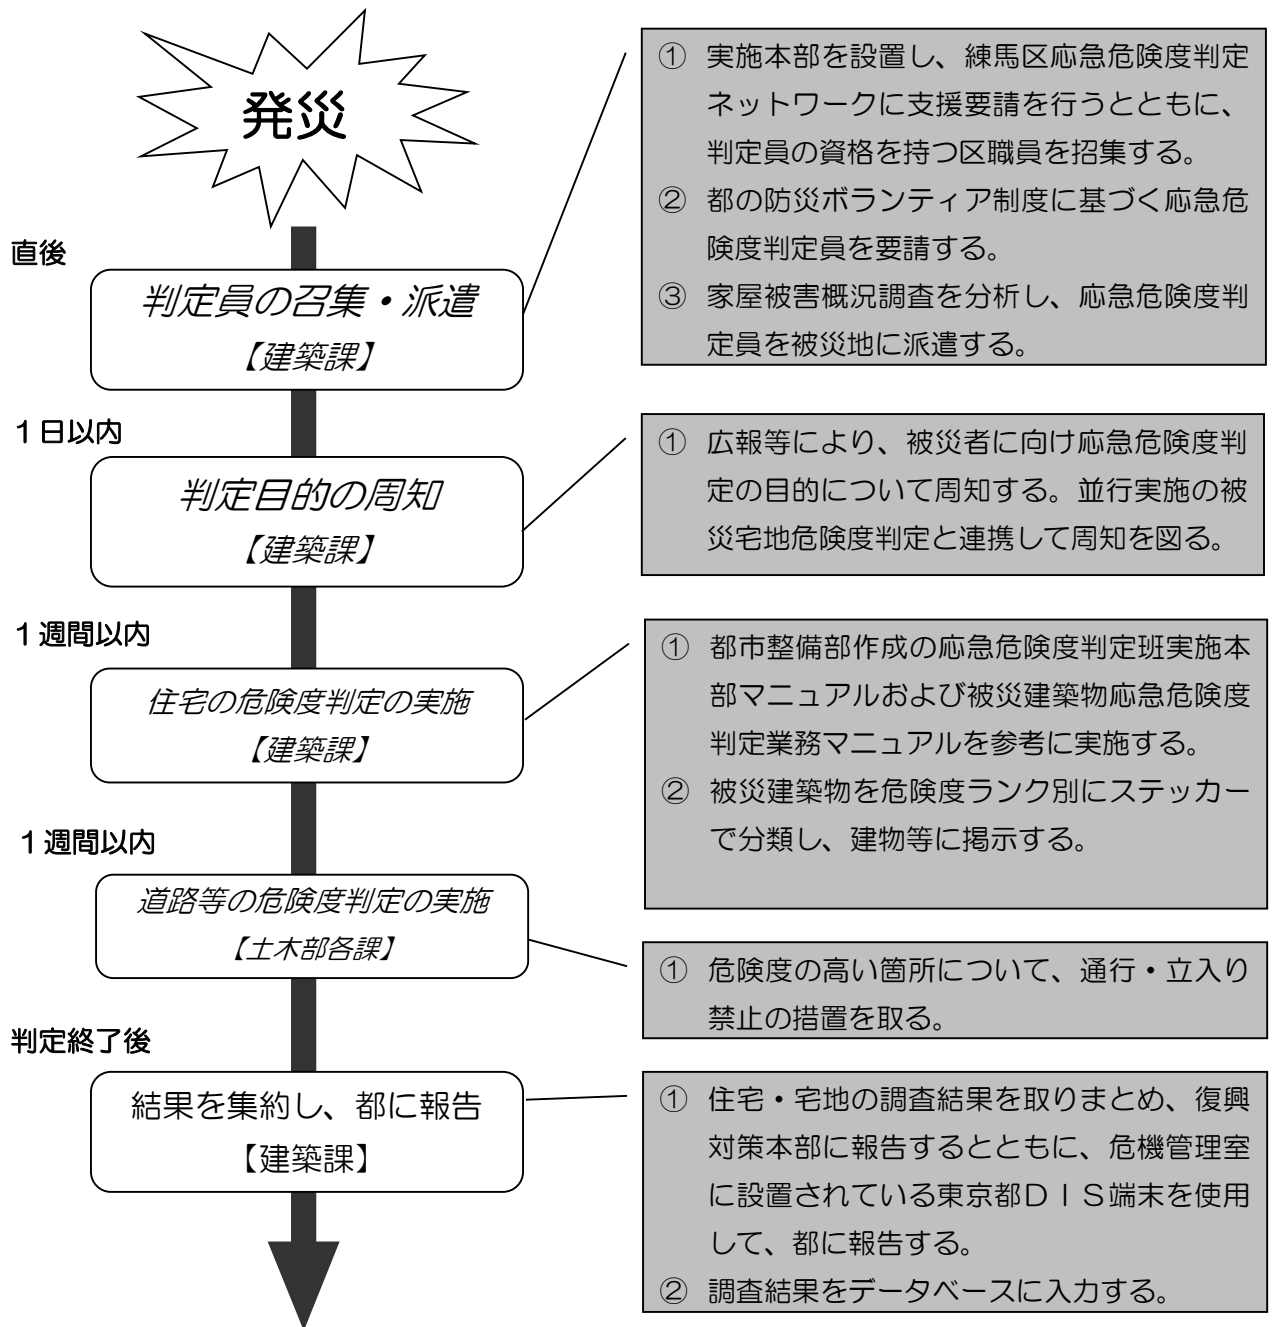 発災
直後
判定員の召集・派遣
【建築課】
① 実施本部を設置し、練馬区応急危険度判定
ネットワークに支援要請を行うとともに、
判定員の資格を持つ区職員を招集する。
② 都の防災ボランティア制度に基づく応急危
険度判定員を要請する。
③ 家屋被害概況調査を分析し、応急危険度判
定員を被災地に派遣する。
1日以内
判定目的の周知
【建築課】
① 広報等により、被災者に向け応急危険度判
定の目的について周知する。並行実施の被
災宅地危険度判定と連携して周知を図る。
1週間以内
住宅の危険度判定の実施
【建築課】
① 都市整備部作成の応急危険度判定班実施本
部マニュアルおよび被災建築物応急危険度
判定業務マニュアルを参考に実施する。
② 被災建築物を危険度ランク別にステッカー
で分類し、建物等に掲示する。
1週間以内
道路等の危険度判定の実施
【土木部各課】
① 危険度の高い箇所について、通行・立入り
禁止の措置を取る。
判定終了後
結果を集約し、都に報告
【建築課】
① 住宅・宅地の調査結果を取りまとめ、復興
対策本部に報告するとともに、危機管理室
に設置されている東京都DIS端末を使用
して、都に報告する。
② 調査結果をデータベースに入力する。